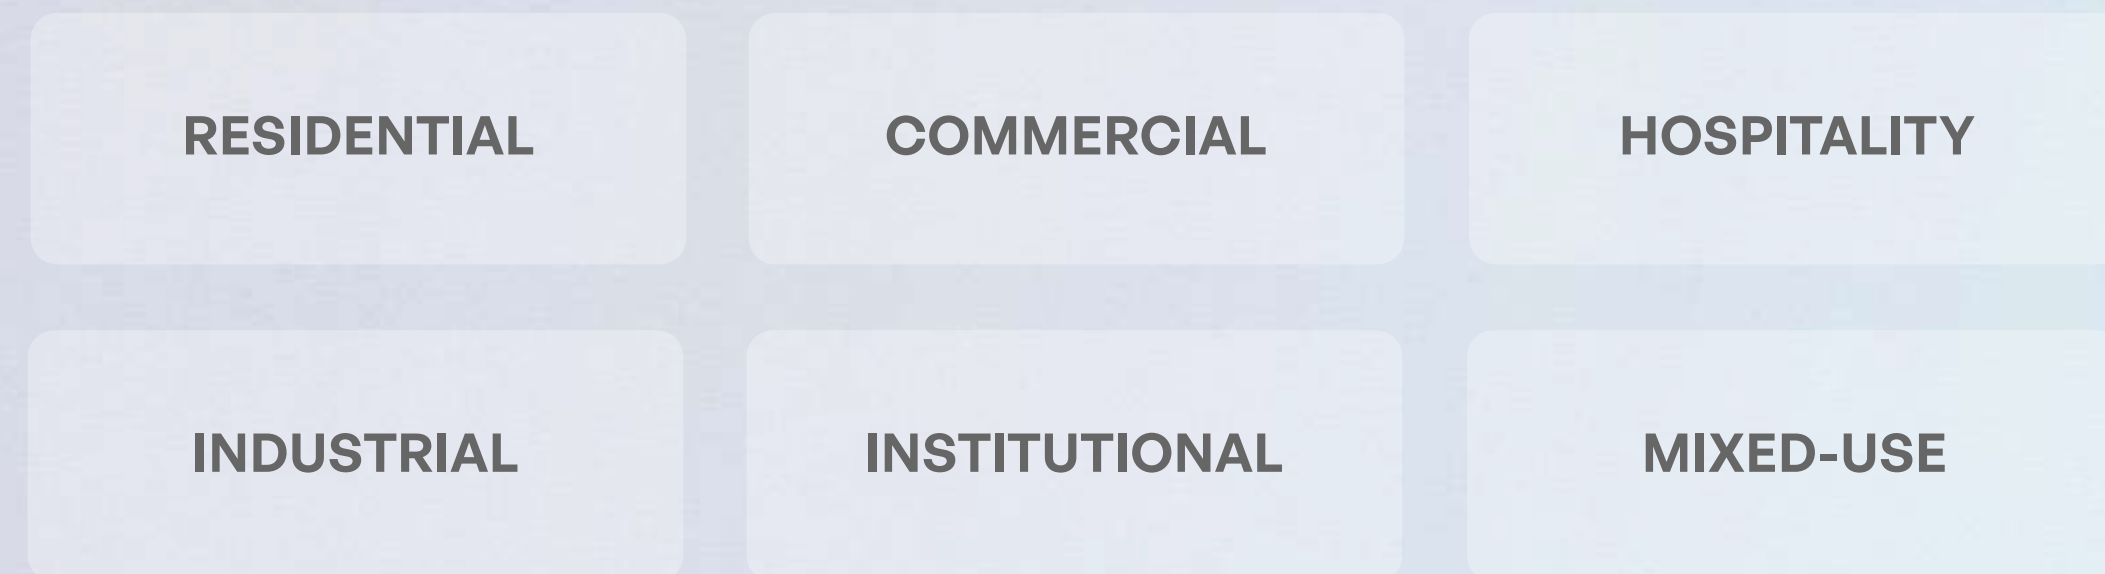 RESIDENTIAL
COMMERCIAL
HOSPITALITY
INDUSTRIAL
INSTITUTIONAL
MIXED-USE